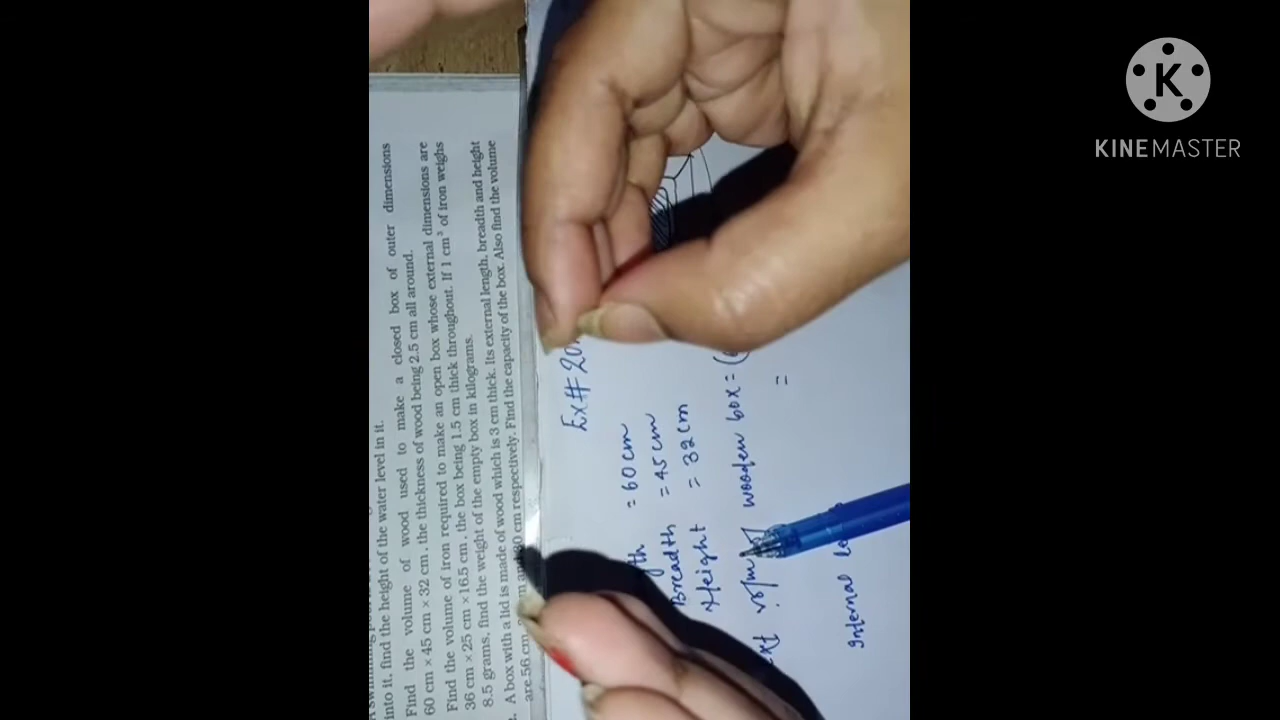 into it, find the height of the water level in it.
Find the volume of wood used to make a closed box of outer dimensions
60 cm × 45 cm × 32 cm, the thickness of wood being 2.5 cm all around.
Find the volume of iron required to make an open box whose external dimensions are
36 cm × 25 cm × 16.5 cm, the box being 1.5 cm thick throughout. If 1 cm³ of iron weighs
8.5 grams, find the weight of the empty box in kilograms.
A box with a lid is made of wood which is 3 cm thick. Its external length, breadth and height
are 56 cm, cm and 30 cm respectively. Find the capacity of the box. Also find the volume
Ex # 20
= 60 cm
Breadth = 45 cm
Height = 32 cm
wooden box = (
=
Internal
K
KINEMASTER